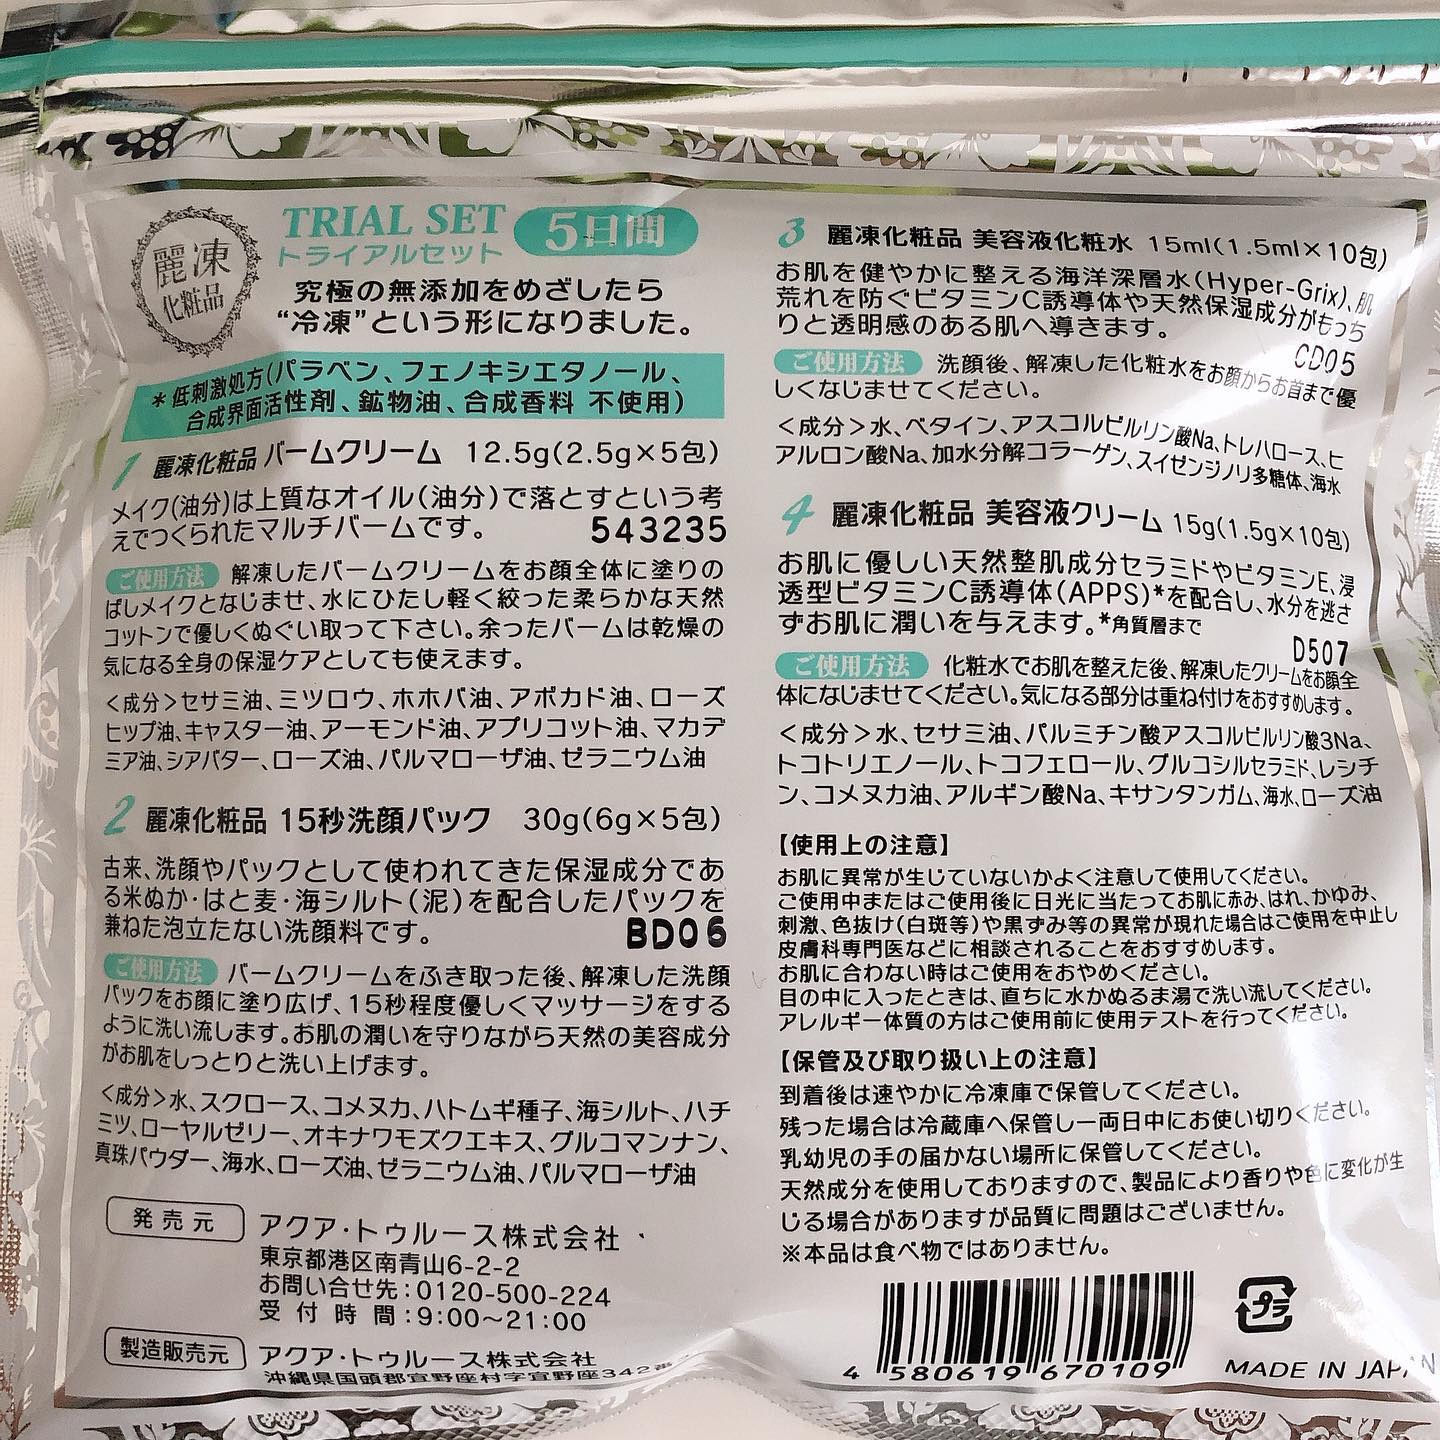 麗凍
化粧品
TRIAL SET
トライアルセット
5日間
究極の無添加をめざしたら
“冷凍”という形になりました。
*低刺激処方(パラベン、フェノキシエタノール、
合成界面活性剤、鉱物油、合成香料 不使用)
1 麗凍化粧品 バームクリーム 12.5g(2.5g×5包)
メイク(油分)は上質なオイル(油分)で落とすという考
えでつくられたマルチバームです。 543235
ご使用方法 解凍したバームクリームをお顔全体に塗りの
ばしメイクとなじませ、水にひたし軽く絞った柔らかな天然
コットンで優しくぬぐい取って下さい。余ったバームは乾燥の
気になる全身の保湿ケアとしても使えます。
<成分>セサミ油、ミツロウ、ホホバ油、アボカド油、ローズ
ヒップ油、キャスター油、アーモンド油、アプリコット油、マカデ
ミア油、シアバター、ローズ油、パルマローザ油、ゼラニウム油
2 麗凍化粧品 15秒洗顔パック 30g(6g×5包)
古来、洗顔やパックとして使われてきた保湿成分であ
る米ぬか・はと麦・海シルト(泥)を配合したパックを
兼ねた泡立たない洗顔料です。 BD06
ご使用方法 バームクリームをふき取った後、解凍した洗顔
パックをお顔に塗り広げ、15秒程度優しくマッサージをする
ように洗い流します。お肌の潤いを守りながら天然の美容成分
がお肌をしっとりと洗い上げます。
<成分>水、スクロース、コメヌカ、ハトムギ種子、海シルト、ハチ
ミツ、ローヤルゼリー、オキナワモズクエキス、グルコマンナン、
真珠パウダー、海水、ローズ油、ゼラニウム油、パルマローザ油
発売元 アクア・トゥルース株式会社
東京都港区南青山6-2-2
お問い合せ先:0120-500-224
受付時間:9:00〜21:00
製造販売元 アクア・トゥルース株式会社
沖縄県国頭郡宜野座村字宜野座342番
3 麗凍化粧品 美容液化粧水 15ml(1.5ml×10包)
お肌を健やかに整える海洋深層水(Hyper-Grix)、肌
荒れを防ぐビタミンC誘導体や天然保湿成分がもっち
りと透明感のある肌へ導きます。
CD05
ご使用方法 洗顔後、解凍した化粧水をお顔からお首まで優
しくなじませてください。
<成分>水、ベタイン、アスコルビルリン酸Na、トレハロース、ヒ
アルロン酸Na、加水分解コラーゲン、スイゼンジノリ多糖体、海水
4 麗凍化粧品 美容液クリーム 15g(1.5g×10包)
お肌に優しい天然整肌成分セラミドやビタミンE、浸
透型ビタミンC誘導体(APPS)*を配合し、水分を逃さ
ずお肌に潤いを与えます。*角質層まで
D507
ご使用方法 化粧水でお肌を整えた後、解凍したクリームをお顔全
体になじませてください。気になる部分は重ね付けをおすすめします。
<成分>水、セサミ油、パルミチン酸アスコルビルリン酸3Na、
トコトリエノール、トコフェロール、グルコシルセラミド、レシチ
ン、コメヌカ油、アルギン酸Na、キサンタンガム、海水、ローズ油
【使用上の注意】
お肌に異常が生じていないかよく注意して使用してください。
ご使用中またはご使用後に日光に当たってお肌に赤み、はれ、かゆみ、
刺激、色抜け(白斑等)や黒ずみ等の異常が現れた場合はご使用を中止し
皮膚科専門医などに相談されることをおすすめします。
お肌に合わない時はご使用をおやめください。
目の中に入ったときは、直ちに水かぬるま湯で洗い流してください。
アレルギー体質の方はご使用前に使用テストを行ってください。
【保管及び取り扱い上の注意】
到着後は速やかに冷凍庫で保管してください。
残った場合は冷蔵庫へ保管し一両日中にお使い切りください。
乳幼児の手の届かない場所に保管してください。
天然成分を使用しておりますので、製品により香りや色に変化が生
じる場合がありますが品質に問題はございません。
※本品は食べ物ではありません。
4 580619 670109
プラ
MADE IN JAPAN